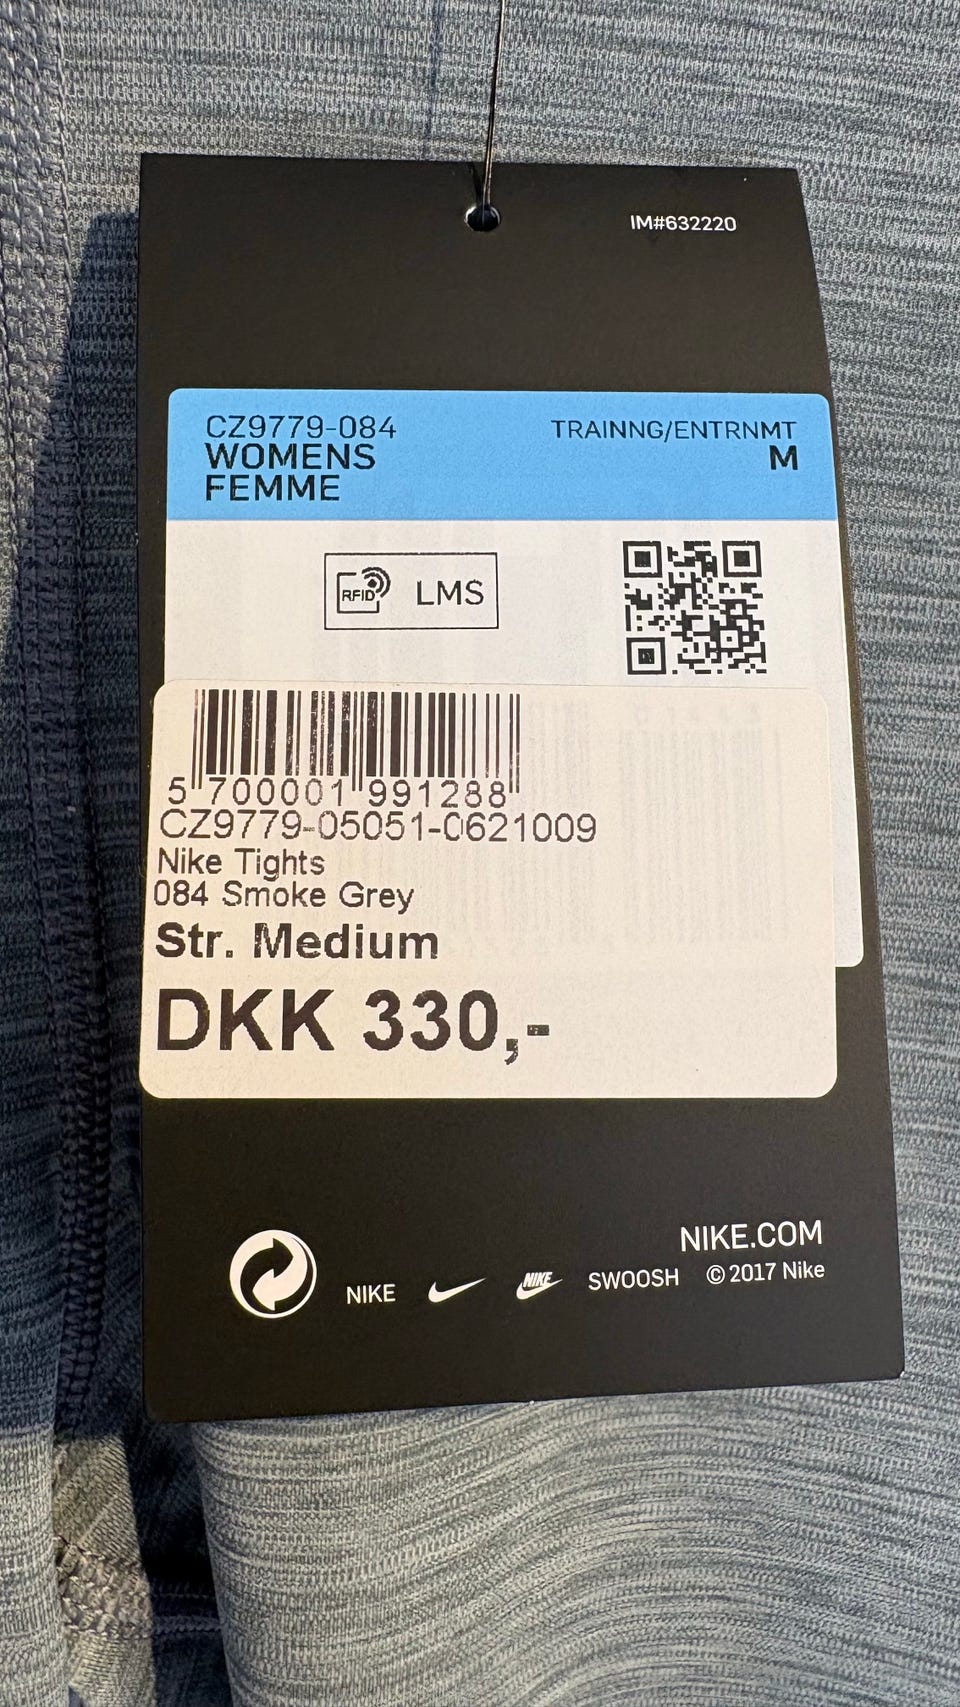 IM#632220
CZ9779-084
TRAINNG/ENTRNMT
WOMENS
M
FEMME
RFID LMS
5 700001 991288
CZ9779-05051-0621009
Nike Tights
084 Smoke Grey
Str. Medium
DKK 330,-
NIKE.COM
NIKE NIKE SWOOSH © 2017 Nike